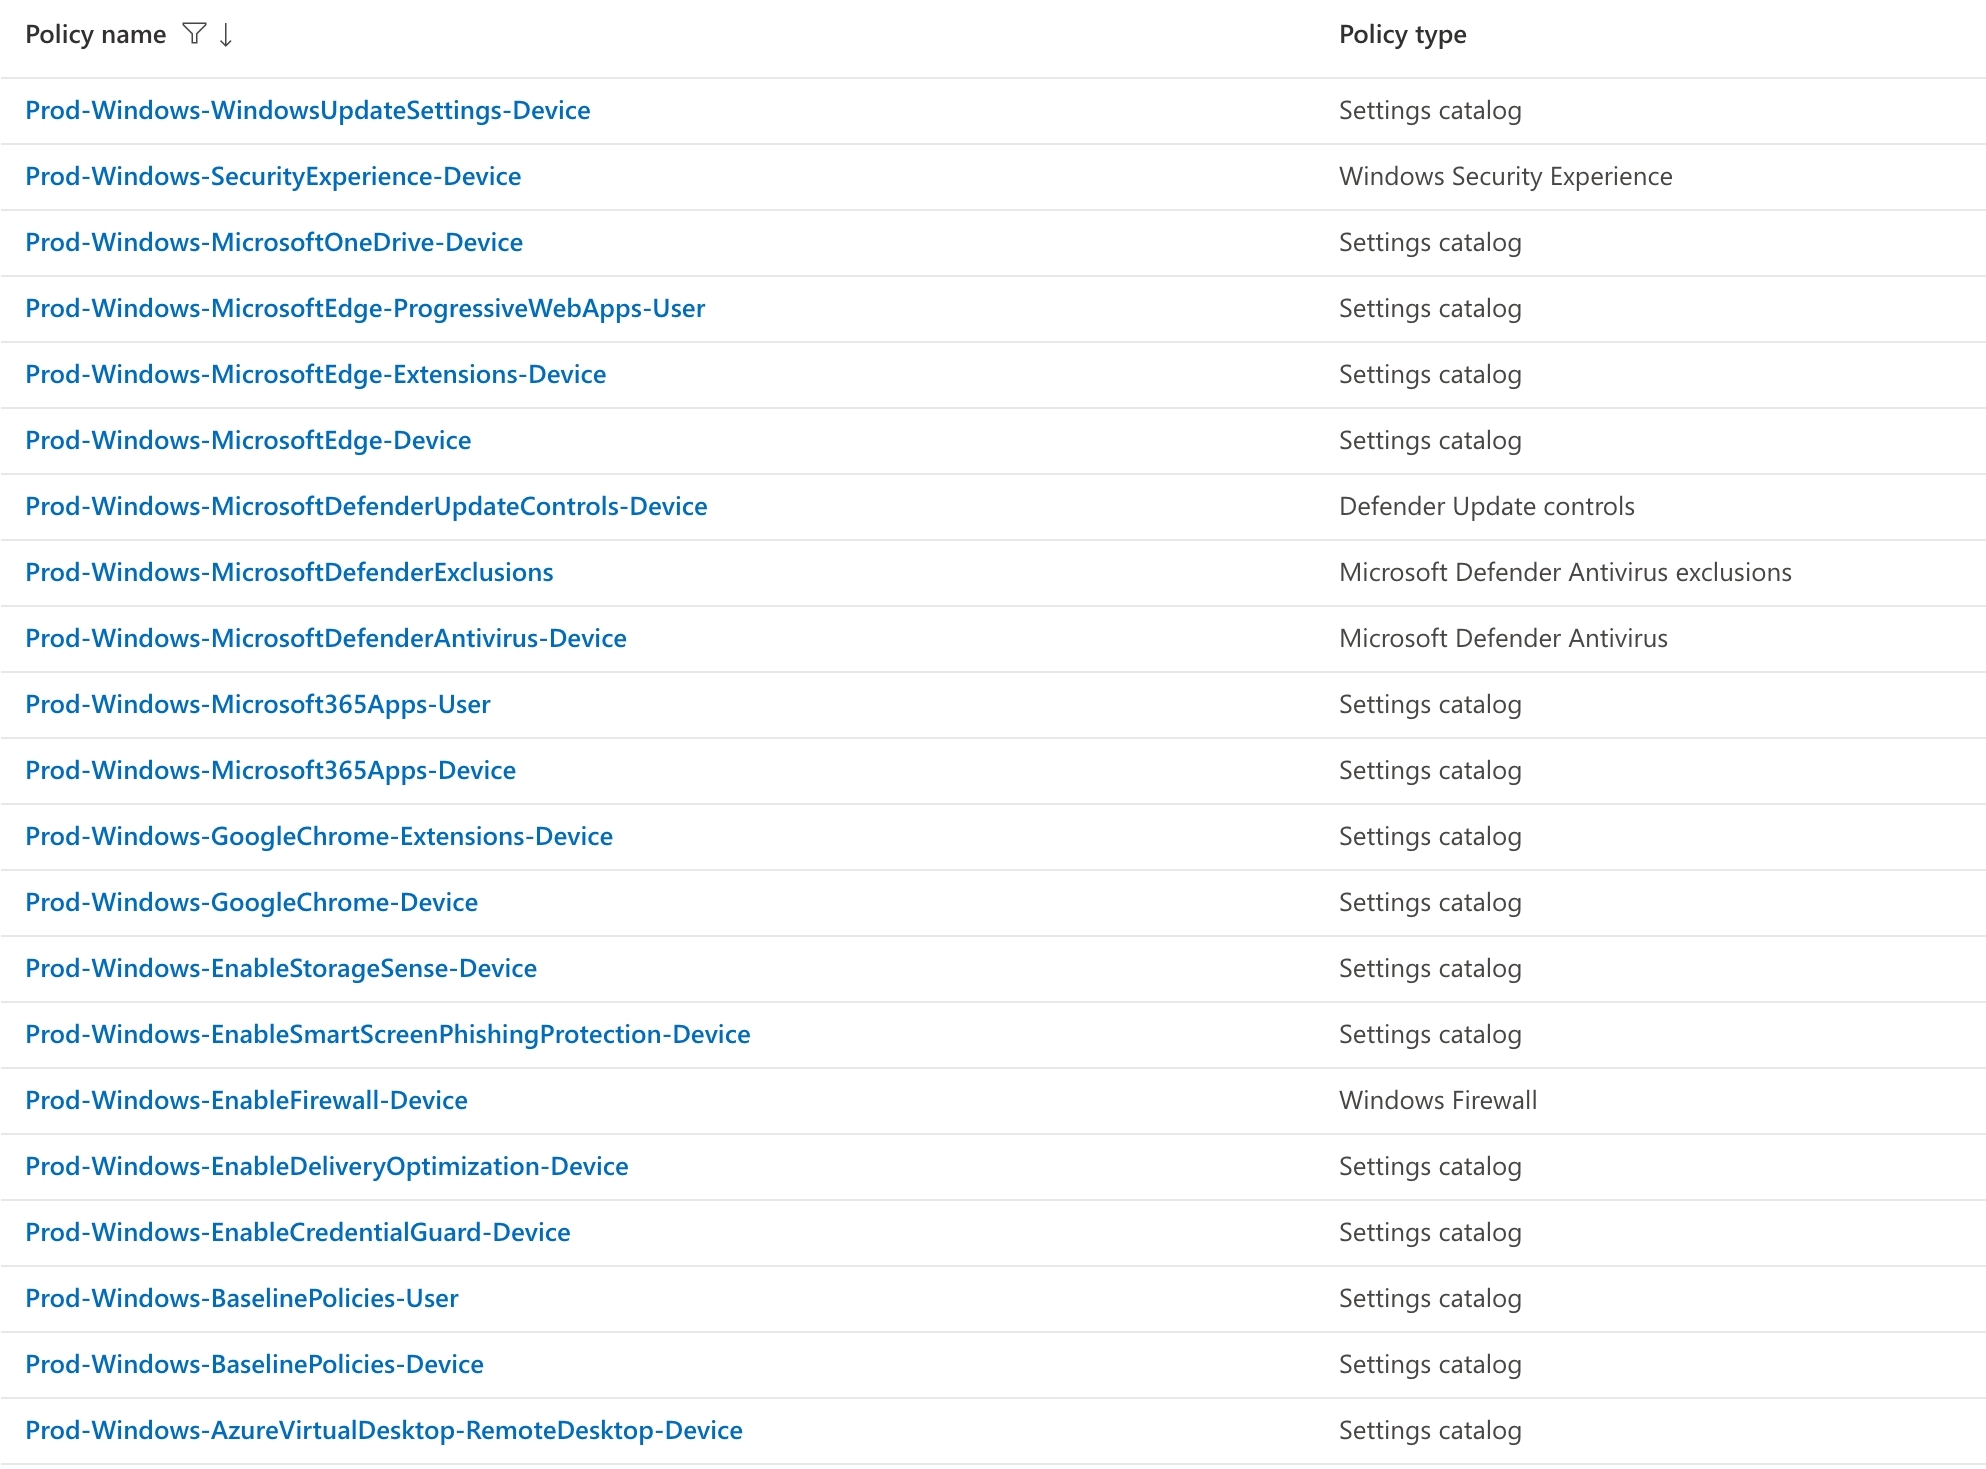 Policy name Policy type
Prod-Windows-WindowsUpdateSettings-Device Settings catalog
Prod-Windows-SecurityExperience-Device Windows Security Experience
Prod-Windows-MicrosoftOneDrive-Device Settings catalog
Prod-Windows-MicrosoftEdge-ProgressiveWebApps-User Settings catalog
Prod-Windows-MicrosoftEdge-Extensions-Device Settings catalog
Prod-Windows-MicrosoftEdge-Device Settings catalog
Prod-Windows-MicrosoftDefenderUpdateControls-Device Defender Update controls
Prod-Windows-MicrosoftDefenderExclusions Microsoft Defender Antivirus exclusions
Prod-Windows-MicrosoftDefenderAntivirus-Device Microsoft Defender Antivirus
Prod-Windows-Microsoft365Apps-User Settings catalog
Prod-Windows-Microsoft365Apps-Device Settings catalog
Prod-Windows-GoogleChrome-Extensions-Device Settings catalog
Prod-Windows-GoogleChrome-Device Settings catalog
Prod-Windows-EnableStorageSense-Device Settings catalog
Prod-Windows-EnableSmartScreenPhishingProtection-Device Settings catalog
Prod-Windows-EnableFirewall-Device Windows Firewall
Prod-Windows-EnableDeliveryOptimization-Device Settings catalog
Prod-Windows-EnableCredentialGuard-Device Settings catalog
Prod-Windows-BaselinePolicies-User Settings catalog
Prod-Windows-BaselinePolicies-Device Settings catalog
Prod-Windows-AzureVirtualDesktop-RemoteDesktop-Device Settings catalog